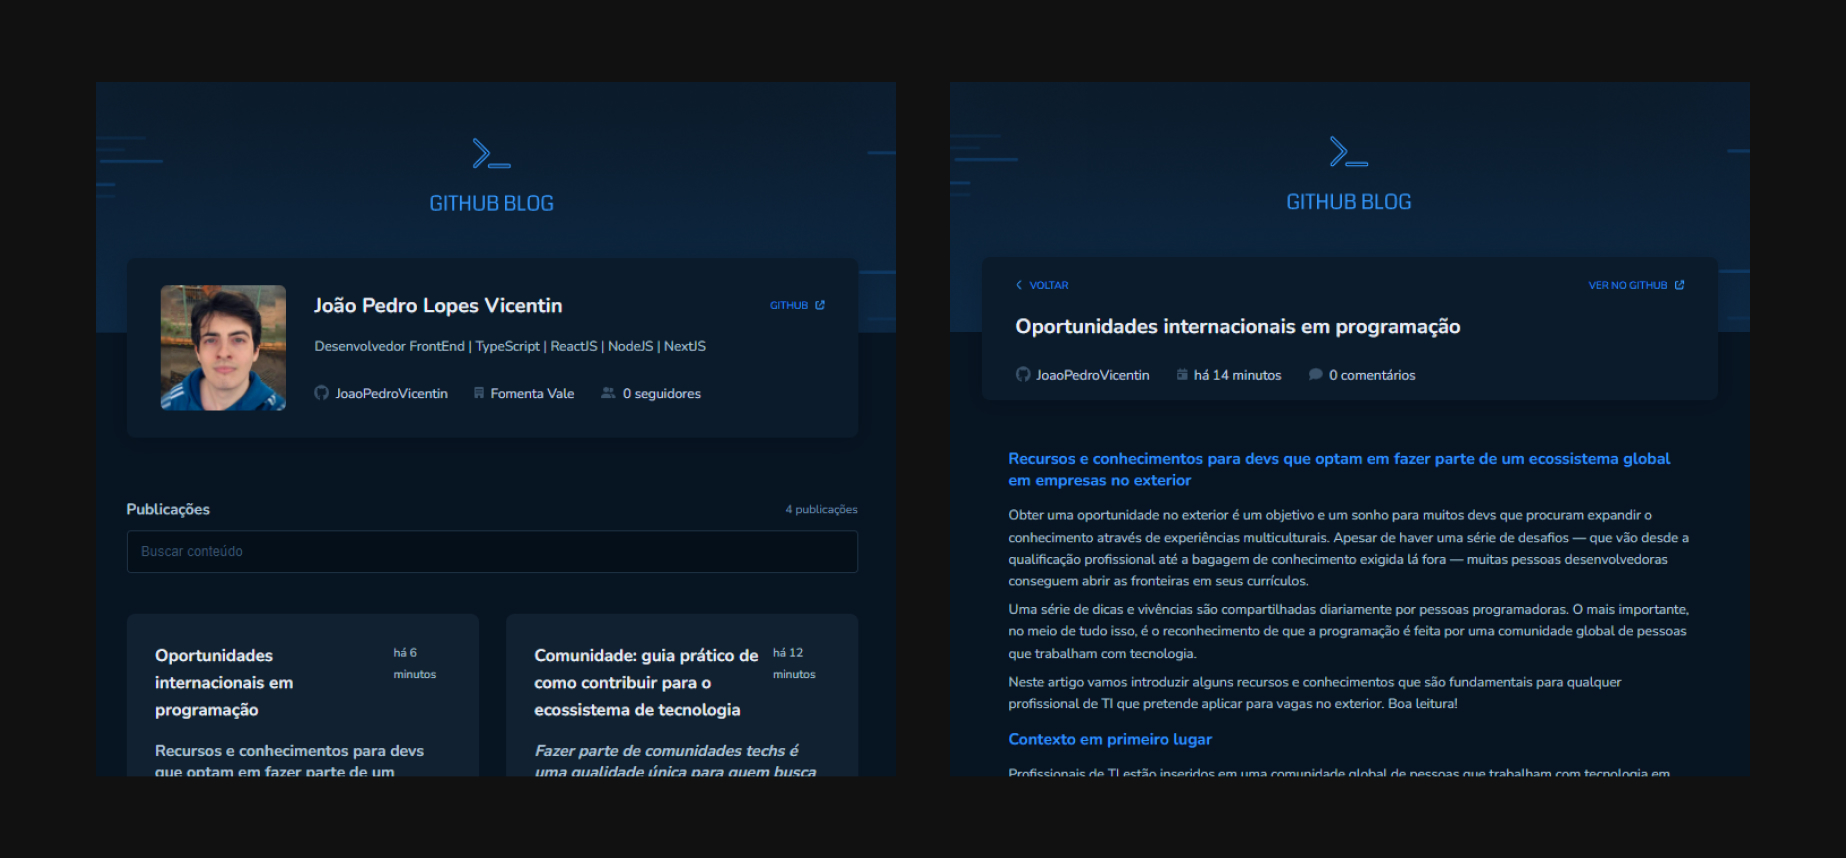 GITHUB BLOG
João Pedro Lopes Vicentin
GITHUB
Desenvolvedor FrontEnd | TypeScript | ReactJS | NodeJS | NextJS
JoaoPedroVicentin
Fomenta Vale
0 seguidores
Publicações
4 publicações
Buscar conteúdo
Oportunidades
internacionais em
programação
há 6
minutos
Recursos e conhecimentos para devs
que optam em fazer parte de um
Comunidade: guia prático de
como contribuir para o
ecossistema de tecnologia
há 12
minutos
Fazer parte de comunidades techs é
uma qualidade única para quem busca
GITHUB BLOG
VOLTAR
VER NO GITHUB
Oportunidades internacionais em programação
JoaoPedroVicentin
há 14 minutos
0 comentários
Recursos e conhecimentos para devs que optam em fazer parte de um ecossistema global
em empresas no exterior
Obter uma oportunidade no exterior é um objetivo e um sonho para muitos devs que procuram expandir o
conhecimento através de experiências multiculturais. Apesar de haver uma série de desafios — que vão desde a
qualificação profissional até a bagagem de conhecimento exigida lá fora — muitas pessoas desenvolvedoras
conseguem abrir as fronteiras em seus currículos.
Uma série de dicas e vivências são compartilhadas diariamente por pessoas programadoras. O mais importante,
no meio de tudo isso, é o reconhecimento de que a programação é feita por uma comunidade global de pessoas
que trabalham com tecnologia.
Neste artigo vamos introduzir alguns recursos e conhecimentos que são fundamentais para qualquer
profissional de TI que pretende aplicar para vagas no exterior. Boa leitura!
Contexto em primeiro lugar
Profissionais de TI estão inseridos em uma comunidade global de pessoas que trabalham com tecnologia em